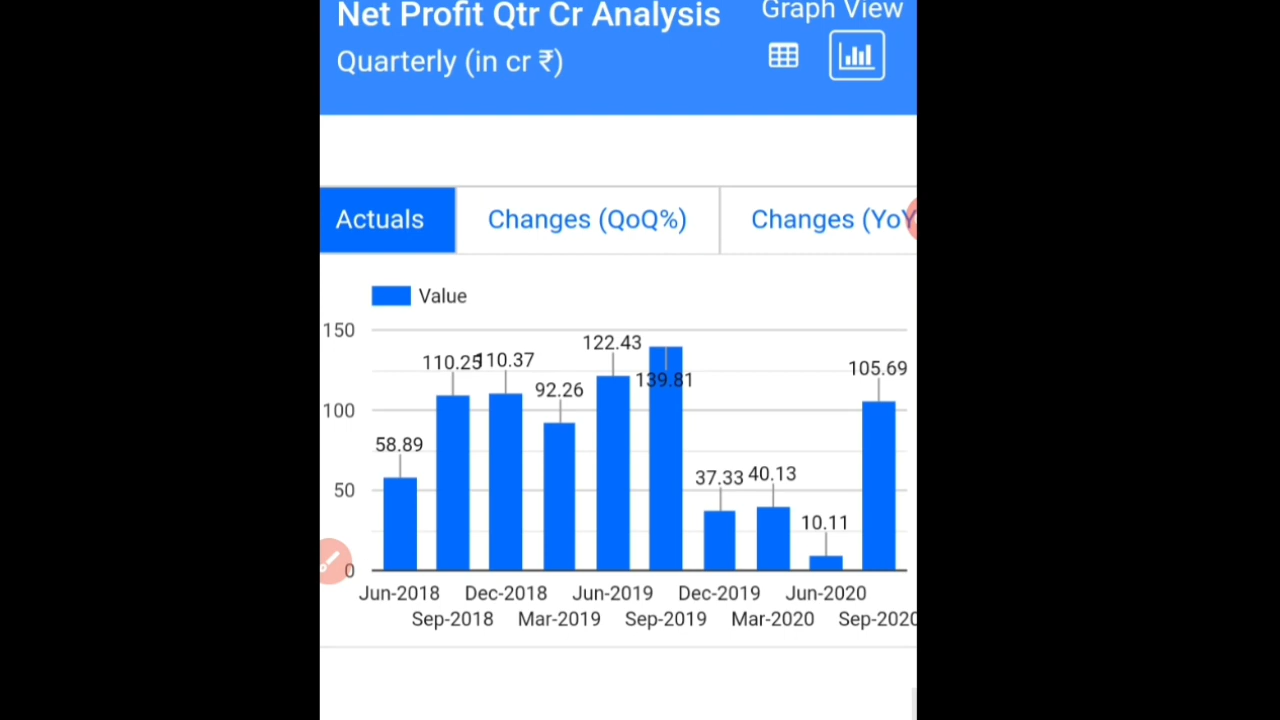 Net Profit Qtr Cr Analysis
Graph View
Quarterly (in cr ₹)
Actuals
Changes (QoQ%)
Changes (YoY
Value
150
100
50
0
58.89
110.25
110.37
92.26
122.43
139.81
37.33
40.13
10.11
105.69
Jun-2018
Sep-2018
Dec-2018
Mar-2019
Jun-2019
Sep-2019
Dec-2019
Mar-2020
Jun-2020
Sep-2020